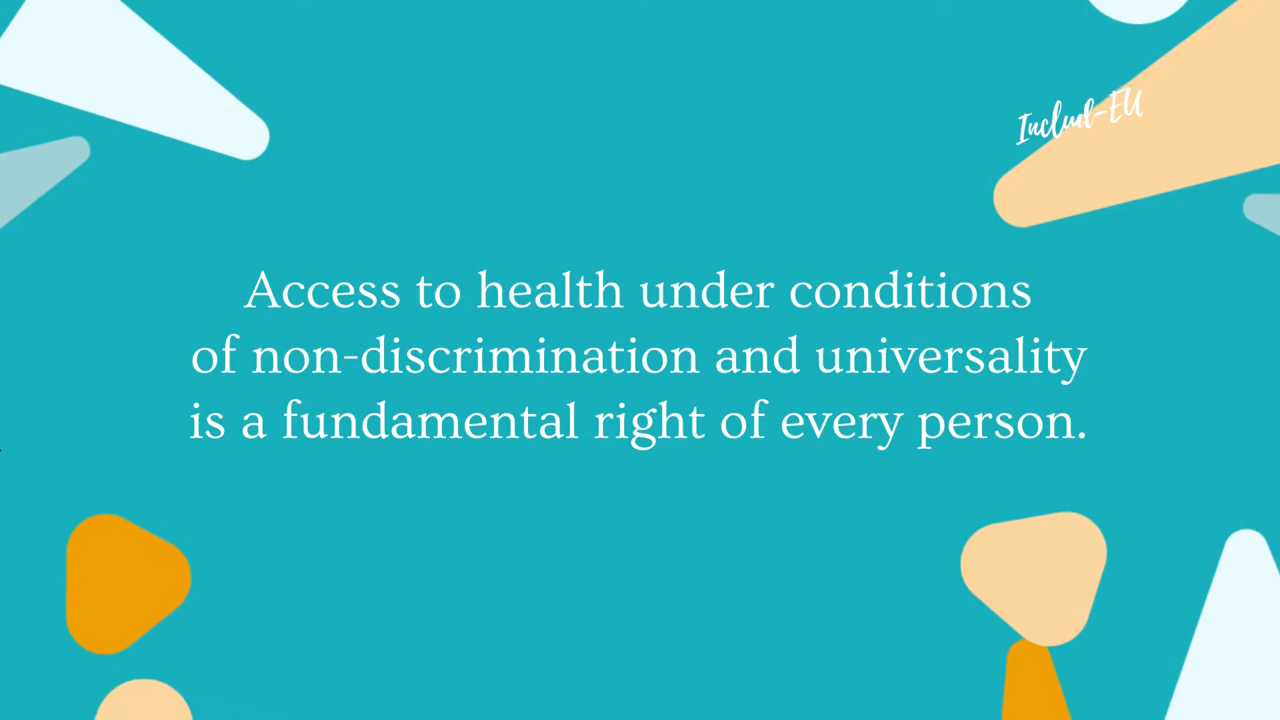 Includ-EU
Access to health under conditions
of non-discrimination and universality
is a fundamental right of every person.